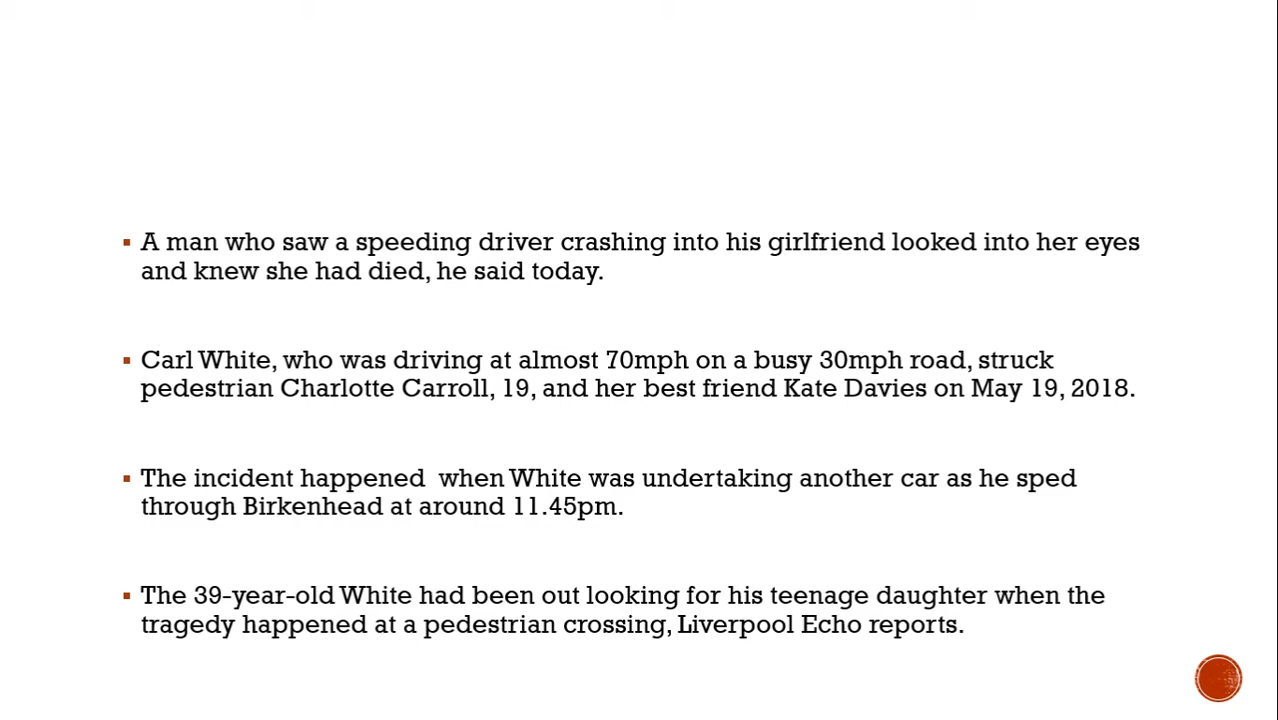 A man who saw a speeding driver crashing into his girlfriend looked into her eyes
and knew she had died, he said today.
Carl White, who was driving at almost 70mph on a busy 30mph road, struck
pedestrian Charlotte Carroll, 19, and her best friend Kate Davies on May 19, 2018.
The incident happened  when White was undertaking another car as he sped
through Birkenhead at around 11.45pm.
The 39-year-old White had been out looking for his teenage daughter when the
tragedy happened at a pedestrian crossing, Liverpool Echo reports.